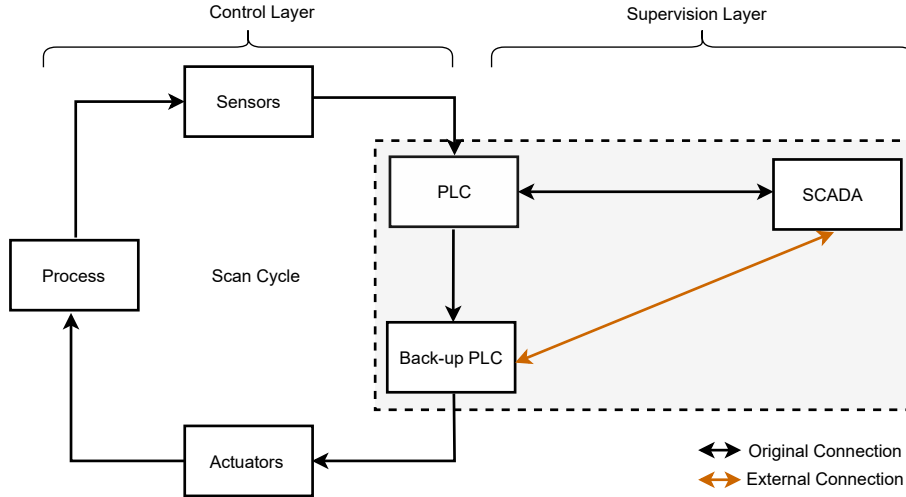 Control Layer
Supervision Layer
Sensors
PLC
SCADA
Process
Scan Cycle
Back-up PLC
Actuators
Original Connection
External Connection